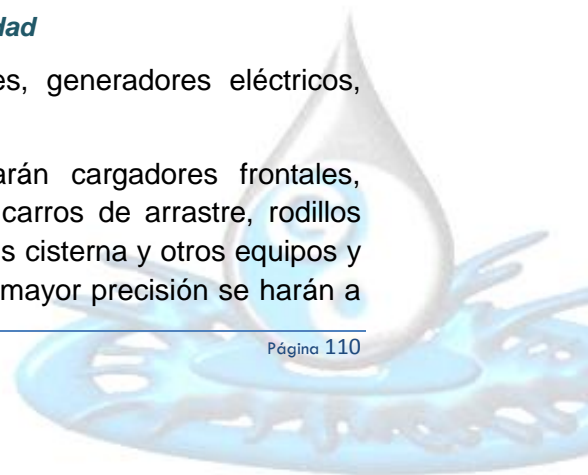 dad
es, generadores eléctricos,
arán cargadores frontales,
carros de arrastre, rodillos
s cisterna y otros equipos y
mayor precisión se harán a
Página 110